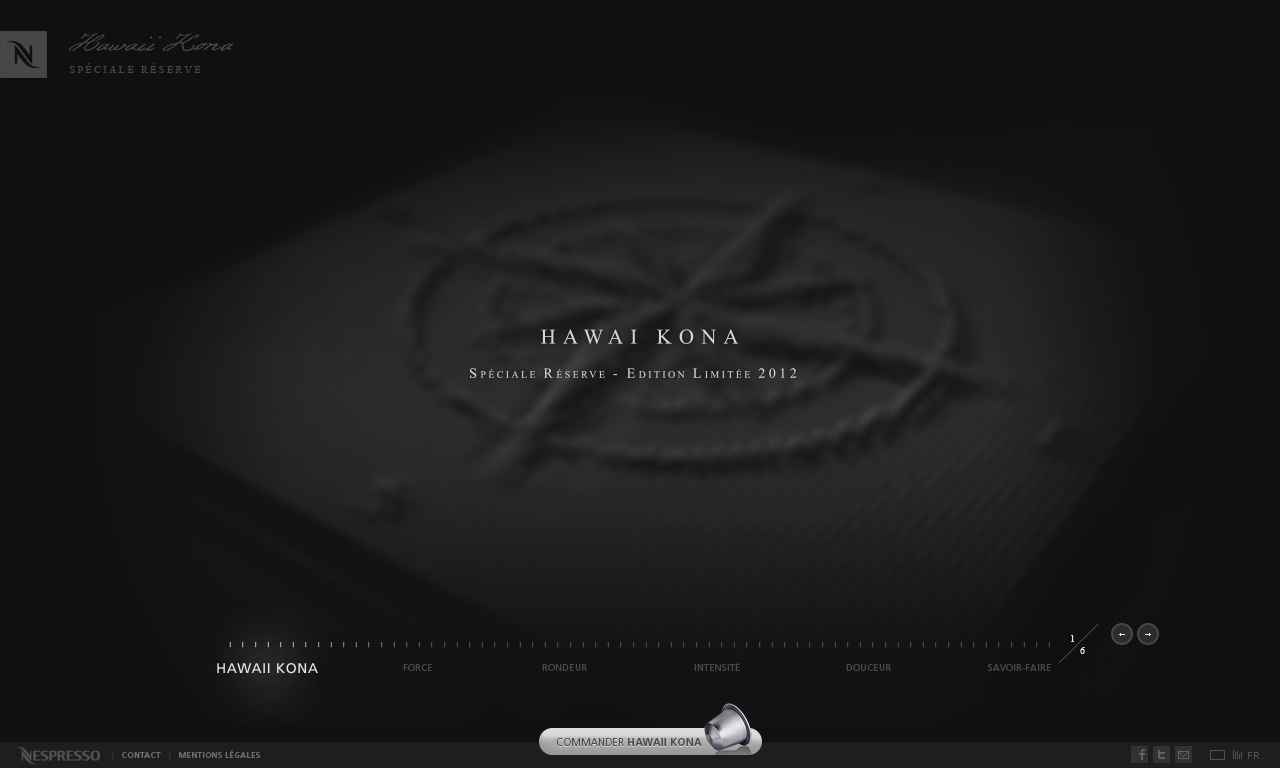 Hawaii Kona
SPÉCIALE RÉSERVE
HAWAI KONA
SPÉCIALE RÉSERVE - EDITION LIMITÉE 2012
1
6
HAWAII KONA
FORCE
RONDEUR
INTENSITÉ
DOUCEUR
SAVOIR-FAIRE
COMMANDER HAWAII KONA
NESPRESSO
CONTACT
MENTIONS LÉGALES
FR